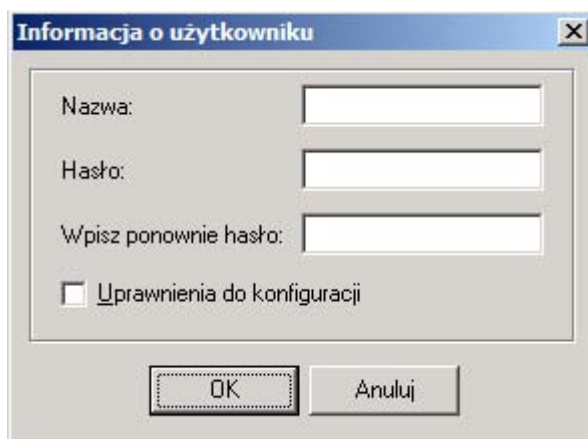 Informacja o użytkowniku
Nazwa:
Hasło:
Wpisz ponownie hasło:
Uprawnienia do konfiguracji
OK Anuluj